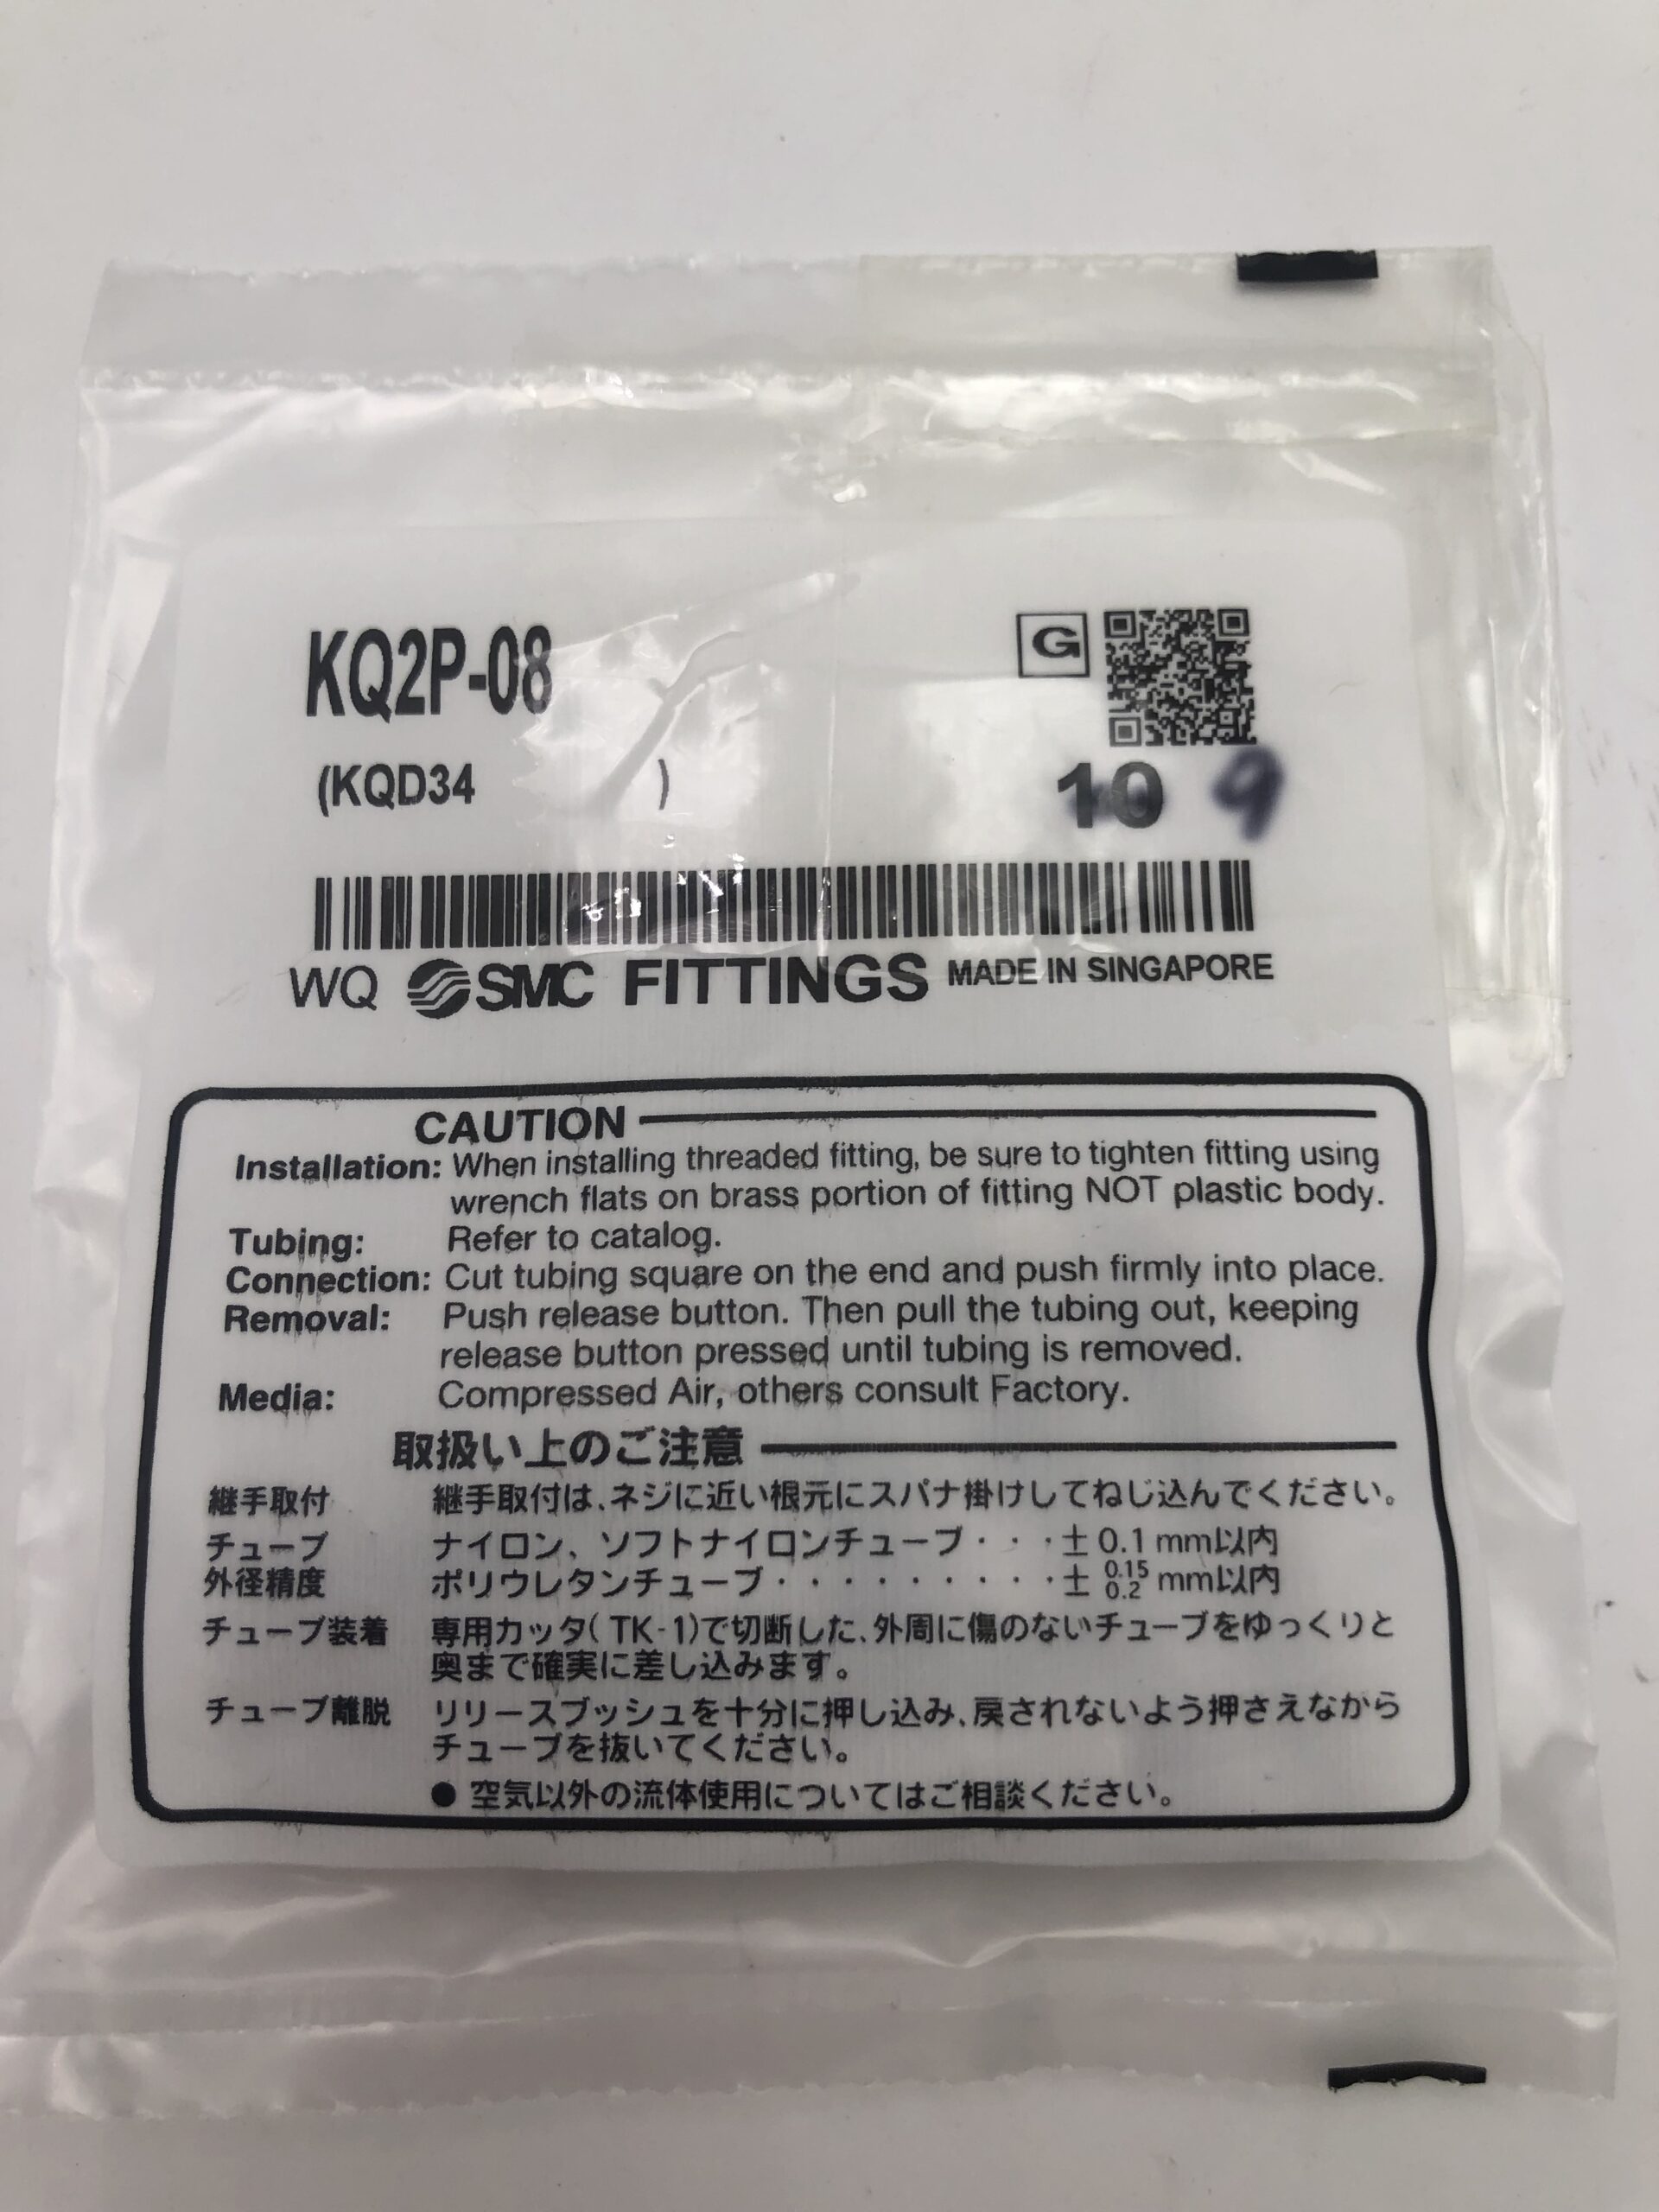 KQ2P-08
G
(KQD34 )
10 9
WQ SMC FITTINGS MADE IN SINGAPORE
CAUTION
Installation: When installing threaded fitting, be sure to tighten fitting using
wrench flats on brass portion of fitting NOT plastic body.
Tubing: Refer to catalog.
Connection: Cut tubing square on the end and push firmly into place.
Removal: Push release button. Then pull the tubing out, keeping
release button pressed until tubing is removed.
Media: Compressed Air, others consult Factory.
取扱い上のご注意
継手取付 継手取付は、ネジに近い根元にスパナ掛けしてねじ込んでください。
チューブ ナイロン、ソフトナイロンチューブ・・・± 0.1 mm以内
外径精度 ポリウレタンチューブ・・・・・・・・・± 0.15 0.2 mm以内
チューブ装着 専用カッタ(TK-1)で切断した、外周に傷のないチューブをゆっくりと
奥まで確実に差し込みます。
チューブ離脱 リリースブッシュを十分に押し込み、戻されないよう押さえながら
チューブを抜いてください。
● 空気以外の流体使用についてはご相談ください。